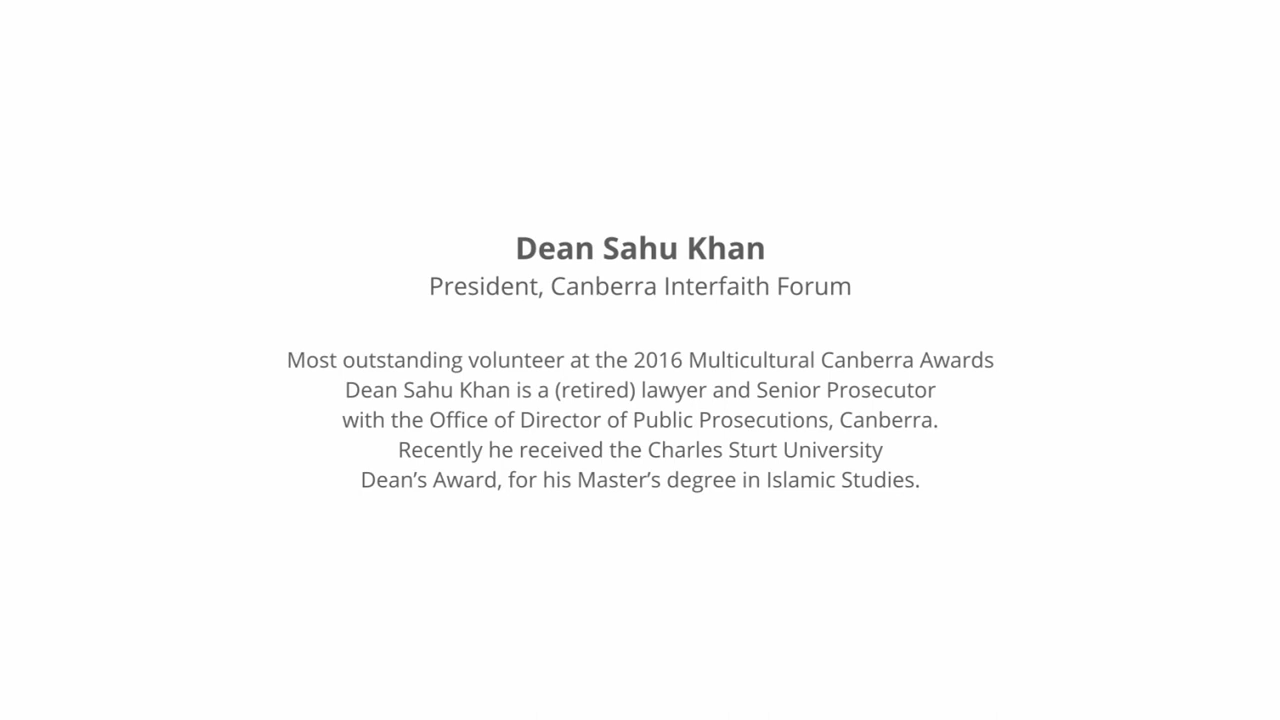 Dean Sahu Khan
President, Canberra Interfaith Forum
Most outstanding volunteer at the 2016 Multicultural Canberra Awards
Dean Sahu Khan is a (retired) lawyer and Senior Prosecutor
with the Office of Director of Public Prosecutions, Canberra.
Recently he received the Charles Sturt University
Dean’s Award, for his Master’s degree in Islamic Studies.